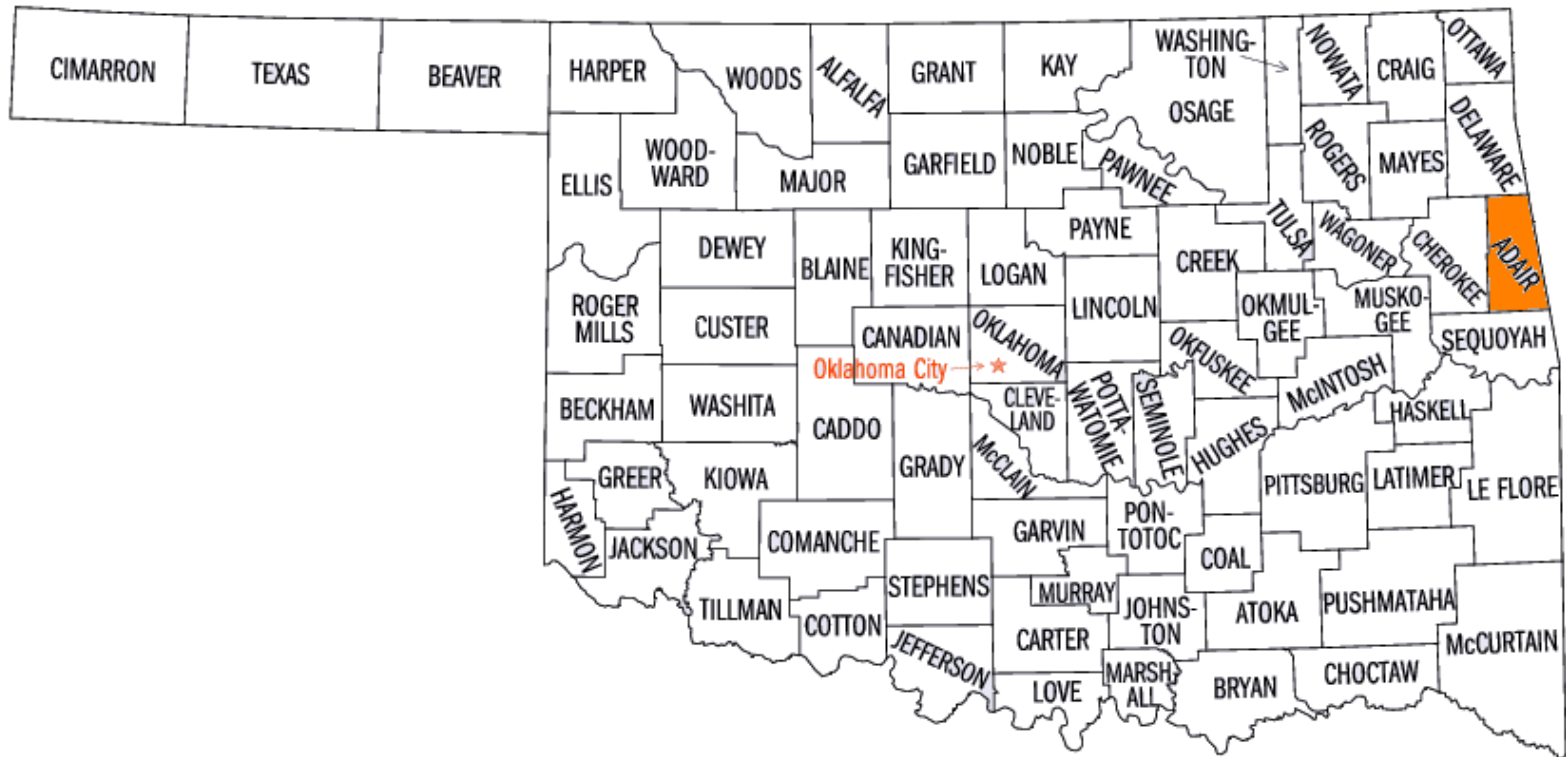 CIMARRON
TEXAS
BEAVER
HARPER
WOODS
ALFALFA
GRANT
KAY
WASHING-
TON
OSAGE
NOWATA
CRAIG
OTTAWA
ELLIS
WOOD-
WARD
MAJOR
GARFIELD
NOBLE
PAWNEE
ROGERS
MAYES
DELAWARE
DEWEY
BLAINE
KING-
FISHER
LOGAN
PAYNE
CREEK
TULSA
WAGONER
CHEROKEE
ADAIR
ROGER
MILLS
CUSTER
CANADIAN
OKLAHOMA
LINCOLN
OKMUL-
GEE
MUSKO-
GEE
SEQUOYAH
Oklahoma City
OKFUSKEE
McINTOSH
BECKHAM
WASHITA
CADDO
GRADY
CLEVE-
LAND
McCLAIN
POTTA-
WATOMIE
SEMINOLE
HUGHES
HASKELL
GREER
KIOWA
PITTSBURG
LATIMER
LE FLORE
HARMON
JACKSON
COMANCHE
GARVIN
PON-
TOTOC
COAL
TILLMAN
COTTON
STEPHENS
MURRAY
JOHNS-
TON
ATOKA
PUSHMATAHA
McCURTAIN
JEFFERSON
CARTER
LOVE
MARSH-
ALL
BRYAN
CHOCTAW